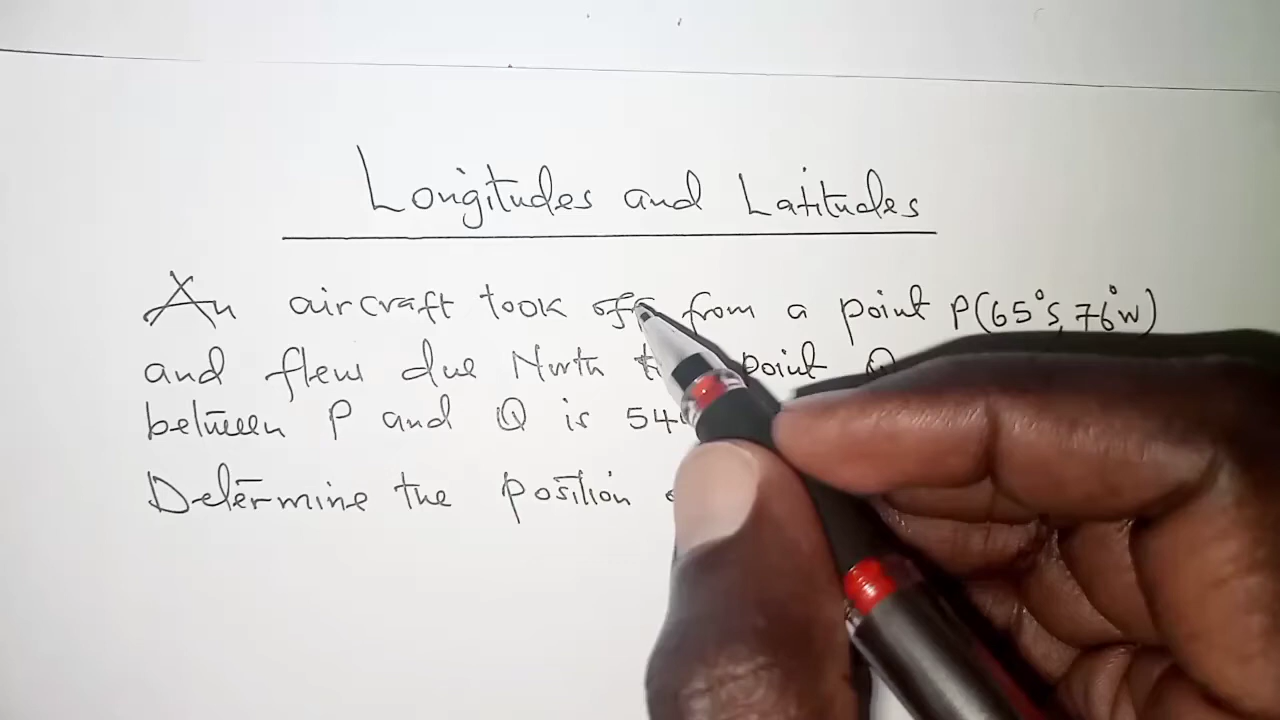 Longitudes and Latitudes
An aircraft took off from a point P(65°S, 76°W)
and flew due North point Q
between P and Q is 54
Determine the position